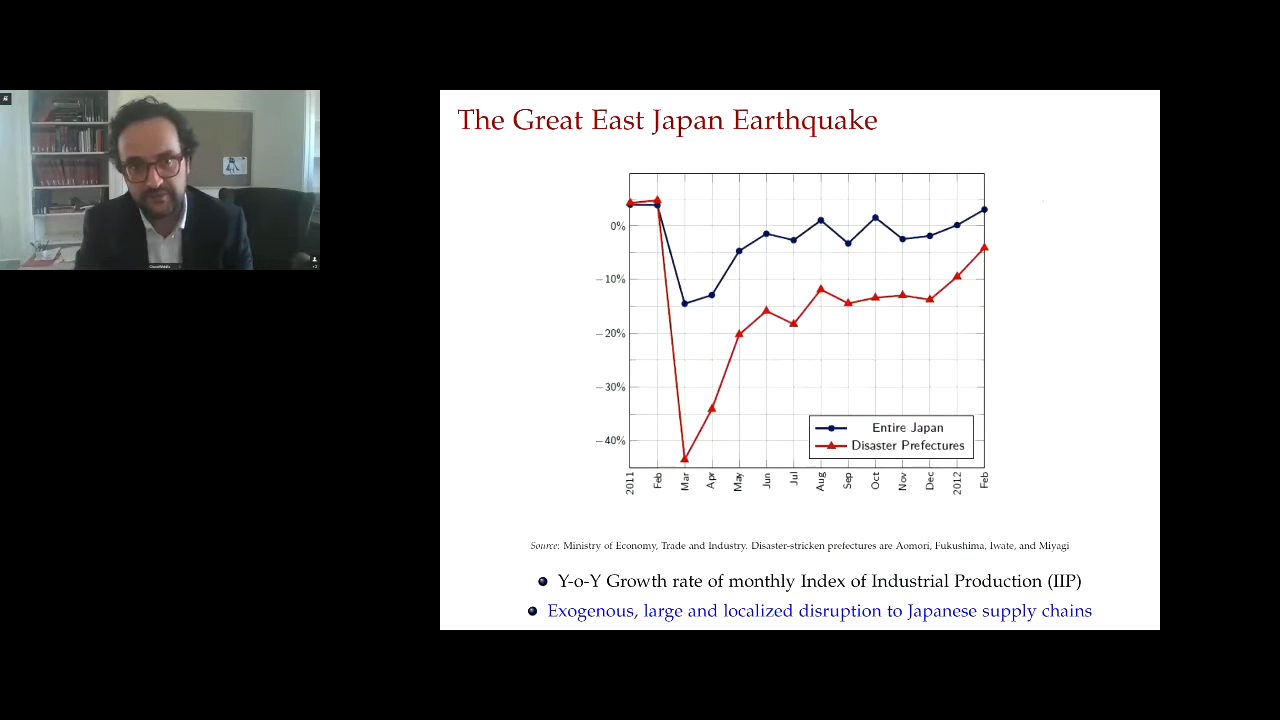 The Great East Japan Earthquake
0%
−10%
−20%
−30%
−40%
Entire Japan
Disaster Prefectures
2011
Feb
Mar
Apr
May
Jun
Jul
Aug
Sep
Oct
Nov
Dec
2012
Feb
Source: Ministry of Economy, Trade and Industry. Disaster-stricken prefectures are Aomori, Fukushima, Iwate, and Miyagi
Y-o-Y Growth rate of monthly Index of Industrial Production (IIP)
Exogenous, large and localized disruption to Japanese supply chains